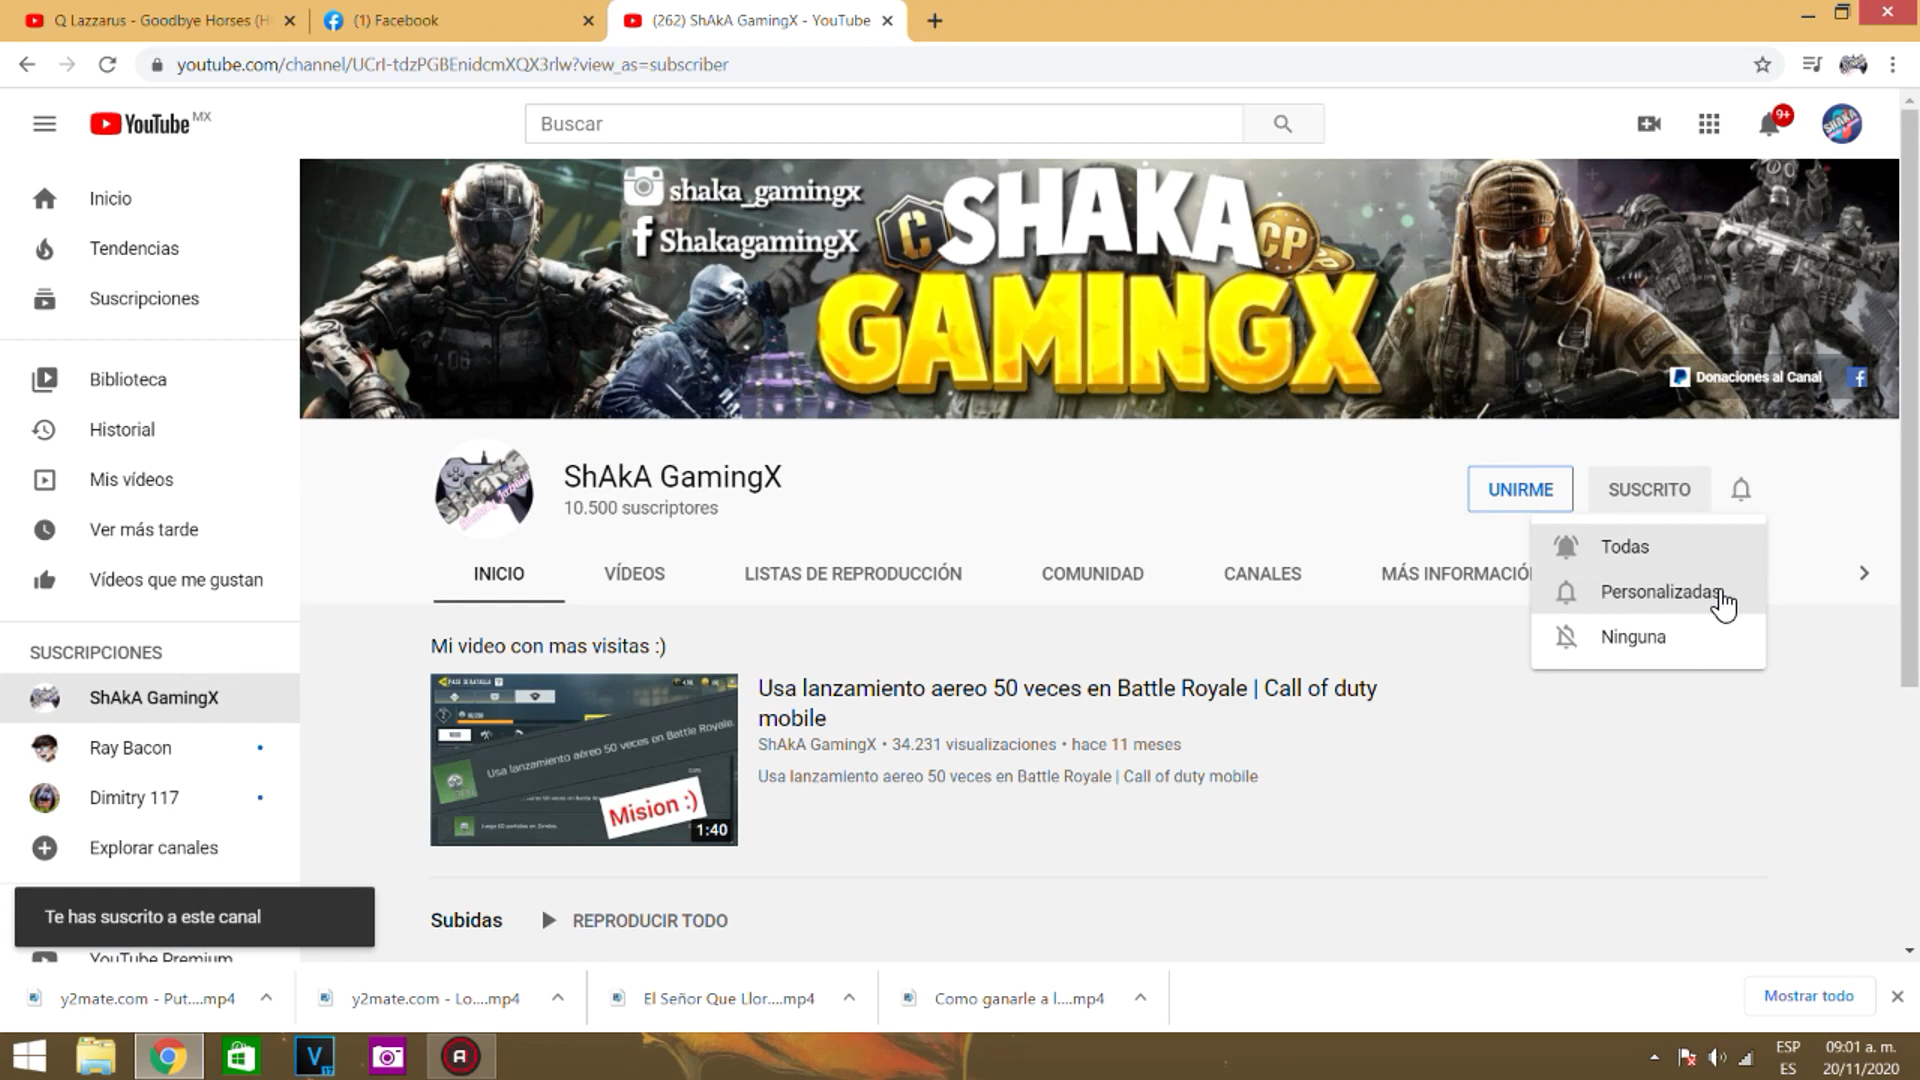 Q Lazzarus - Goodbye Horses (H
(1) Facebook
(262) ShAkA GamingX - YouTube
youtube.com/channel/UCrI-tdzPGBEnidcmXQX3rlw?view_as=subscriber
YouTube MX
Buscar
9+
SHAKA
Inicio
Tendencias
Suscripciones
Biblioteca
Historial
Mis vídeos
Ver más tarde
Vídeos que me gustan
SUSCRIPCIONES
ShAkA GamingX
Ray Bacon
Dimitry 117
Explorar canales
YouTube Premium
Te has suscrito a este canal
shaka_gamingx
ShakagamingX
C
SHAKA
CP
GAMINGX
Donaciones al Canal
ShAkA GamingX
10.500 suscriptores
UNIRME
SUSCRITO
Todas
Personalizadas
Ninguna
INICIO
VÍDEOS
LISTAS DE REPRODUCCIÓN
COMUNIDAD
CANALES
MÁS INFORMACIÓN
Mi video con mas visitas :)
Usa lanzamiento aereo 50 veces en Battle Royale.
Mision :)
1:40
Usa lanzamiento aereo 50 veces en Battle Royale | Call of duty
mobile
ShAkA GamingX • 34.231 visualizaciones • hace 11 meses
Usa lanzamiento aereo 50 veces en Battle Royale | Call of duty mobile
Subidas
REPRODUCIR TODO
y2mate.com - Put....mp4
y2mate.com - Lo....mp4
El Señor Que Llor....mp4
Como ganarle a l....mp4
Mostrar todo
ESP
ES
09:01 a. m.
20/11/2020